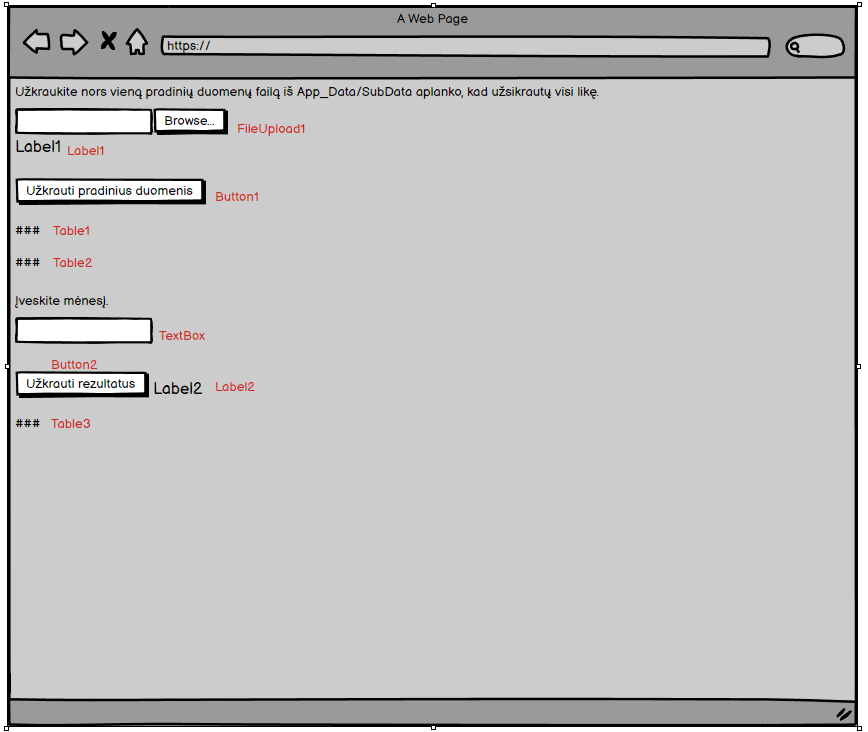 A Web Page
https://
Užkraukite nors vieną pradinių duomenų failą iš App_Data/SubData aplanko, kad užsikrautų visi likę.
Browse... FileUpload1
Label1 Label1
Užkrauti pradinius duomenis Button1
### Table1
### Table2
Įveskite mėnesį.
TextBox
Button2
Užkrauti rezultatus Label2 Label2
### Table3